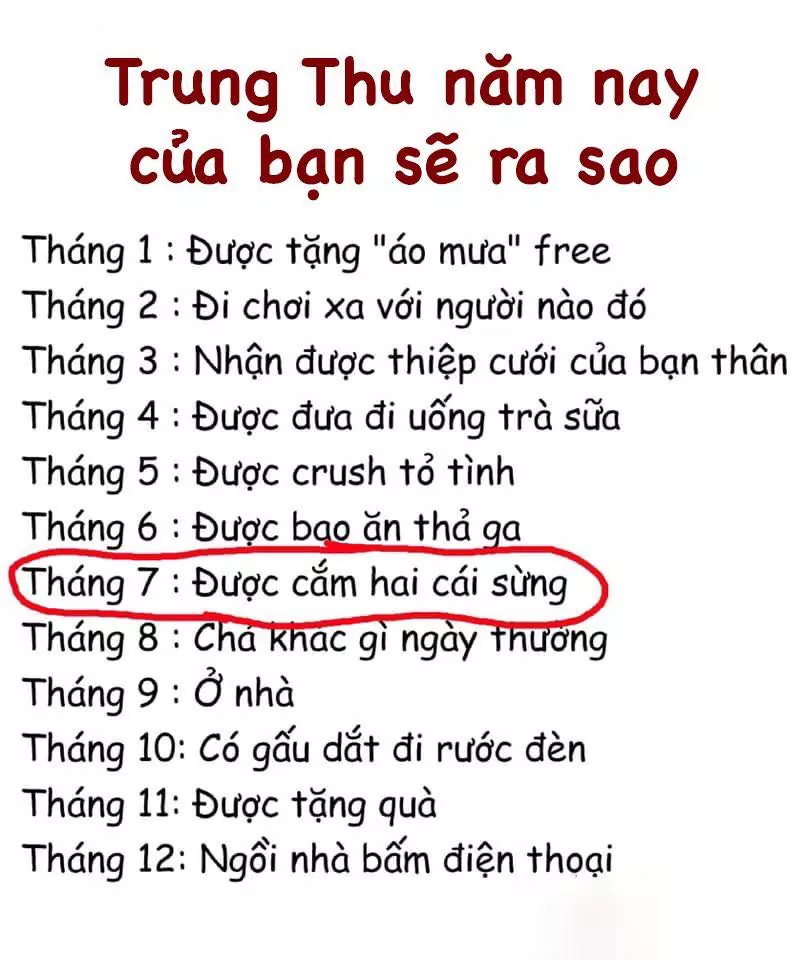 Trung Thu năm nay
của bạn sẽ ra sao
Tháng 1 : Được tặng "áo mưa" free
Tháng 2 : Đi chơi xa với người nào đó
Tháng 3 : Nhận được thiệp cưới của bạn thân
Tháng 4 : Được đưa đi uống trà sữa
Tháng 5 : Được crush tỏ tình
Tháng 6 : Được bao ăn thả ga
Tháng 7 : Được cắm hai cái sừng
Tháng 8 : Chả khác gì ngày thường
Tháng 9 : Ở nhà
Tháng 10: Có gấu dắt đi rước đèn
Tháng 11: Được tặng quà
Tháng 12: Ngồi nhà bấm điện thoại